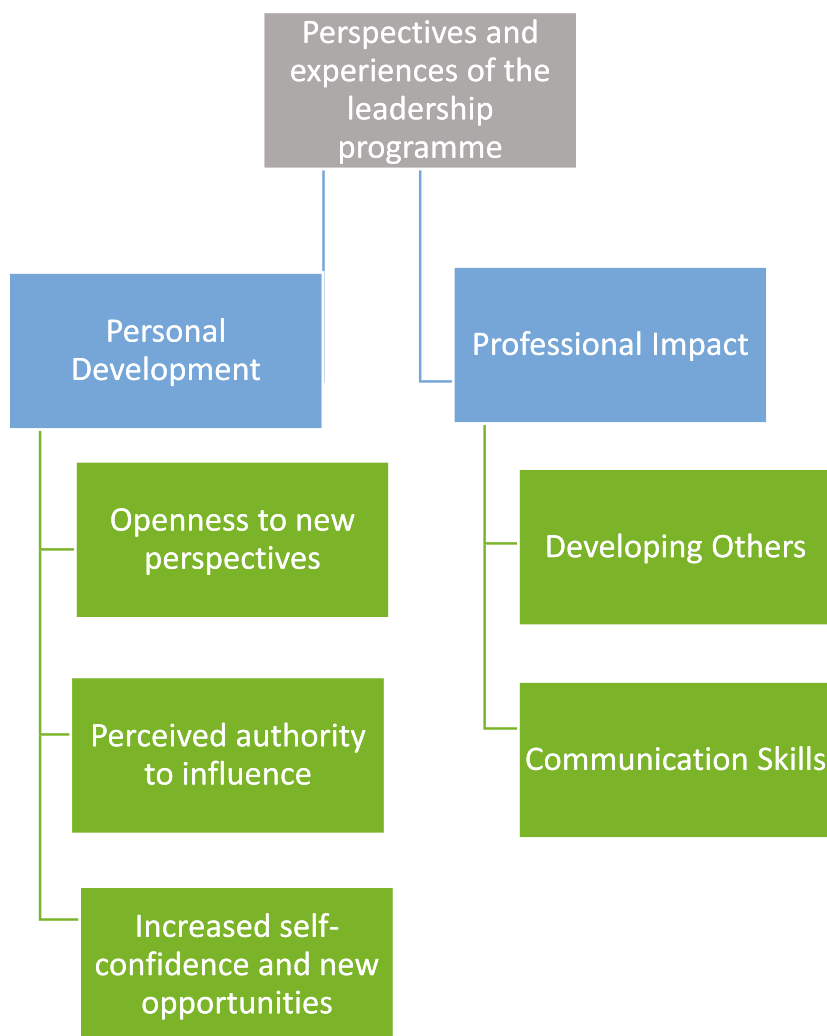 Perspectives and
experiences of the
leadership
programme
Personal
Development
Professional Impact
Openness to new
perspectives
Developing Others
Perceived authority
to influence
Communication Skills
Increased self-
confidence and new
opportunities